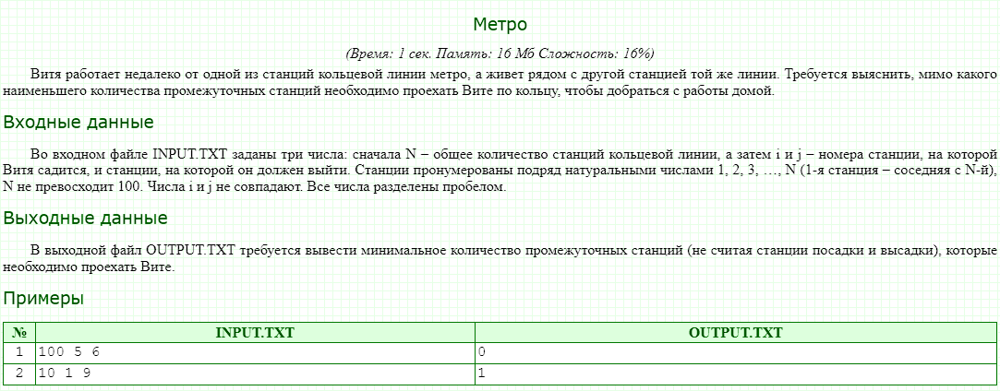 Метро
(Время: 1 сек. Память: 16 Мб Сложность: 16%)
Витя работает недалеко от одной из станций кольцевой линии метро, а живет рядом с другой станцией той же линии. Требуется выяснить, мимо какого
наименьшего количества промежуточных станций необходимо проехать Вите по кольцу, чтобы добраться с работы домой.
Входные данные
Во входном файле INPUT.TXT заданы три числа: сначала N – общее количество станций кольцевой линии, а затем i и j – номера станции, на которой
Витя садится, и станции, на которой он должен выйти. Станции пронумерованы подряд натуральными числами 1, 2, 3, …, N (1-я станция – соседняя с N-й),
N не превосходит 100. Числа i и j не совпадают. Все числа разделены пробелом.
Выходные данные
В выходной файл OUTPUT.TXT требуется вывести минимальное количество промежуточных станций (не считая станции посадки и высадки), которые
необходимо проехать Вите.
Примеры
№ INPUT.TXT OUTPUT.TXT
1 100 5 6 0
2 10 1 9 1